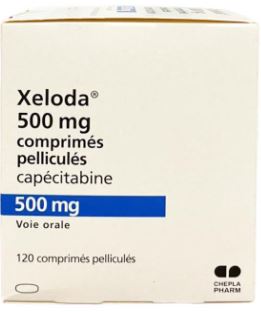 Xeloda®
500 mg
comprimés
pelliculés
capécitabine
500 mg
Voie orale
120 comprimés pelliculés
CHEPLA
PHARM